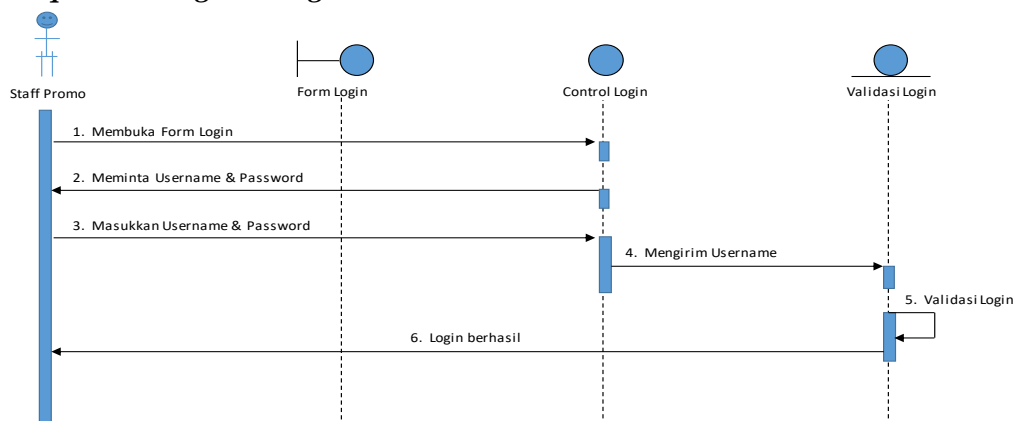 Staff Promo
Form Login
Control Login
Validasi Login
1. Membuka Form Login
2. Meminta Username & Password
3. Masukkan Username & Password
4. Mengirim Username
5. Validasi Login
6. Login berhasil